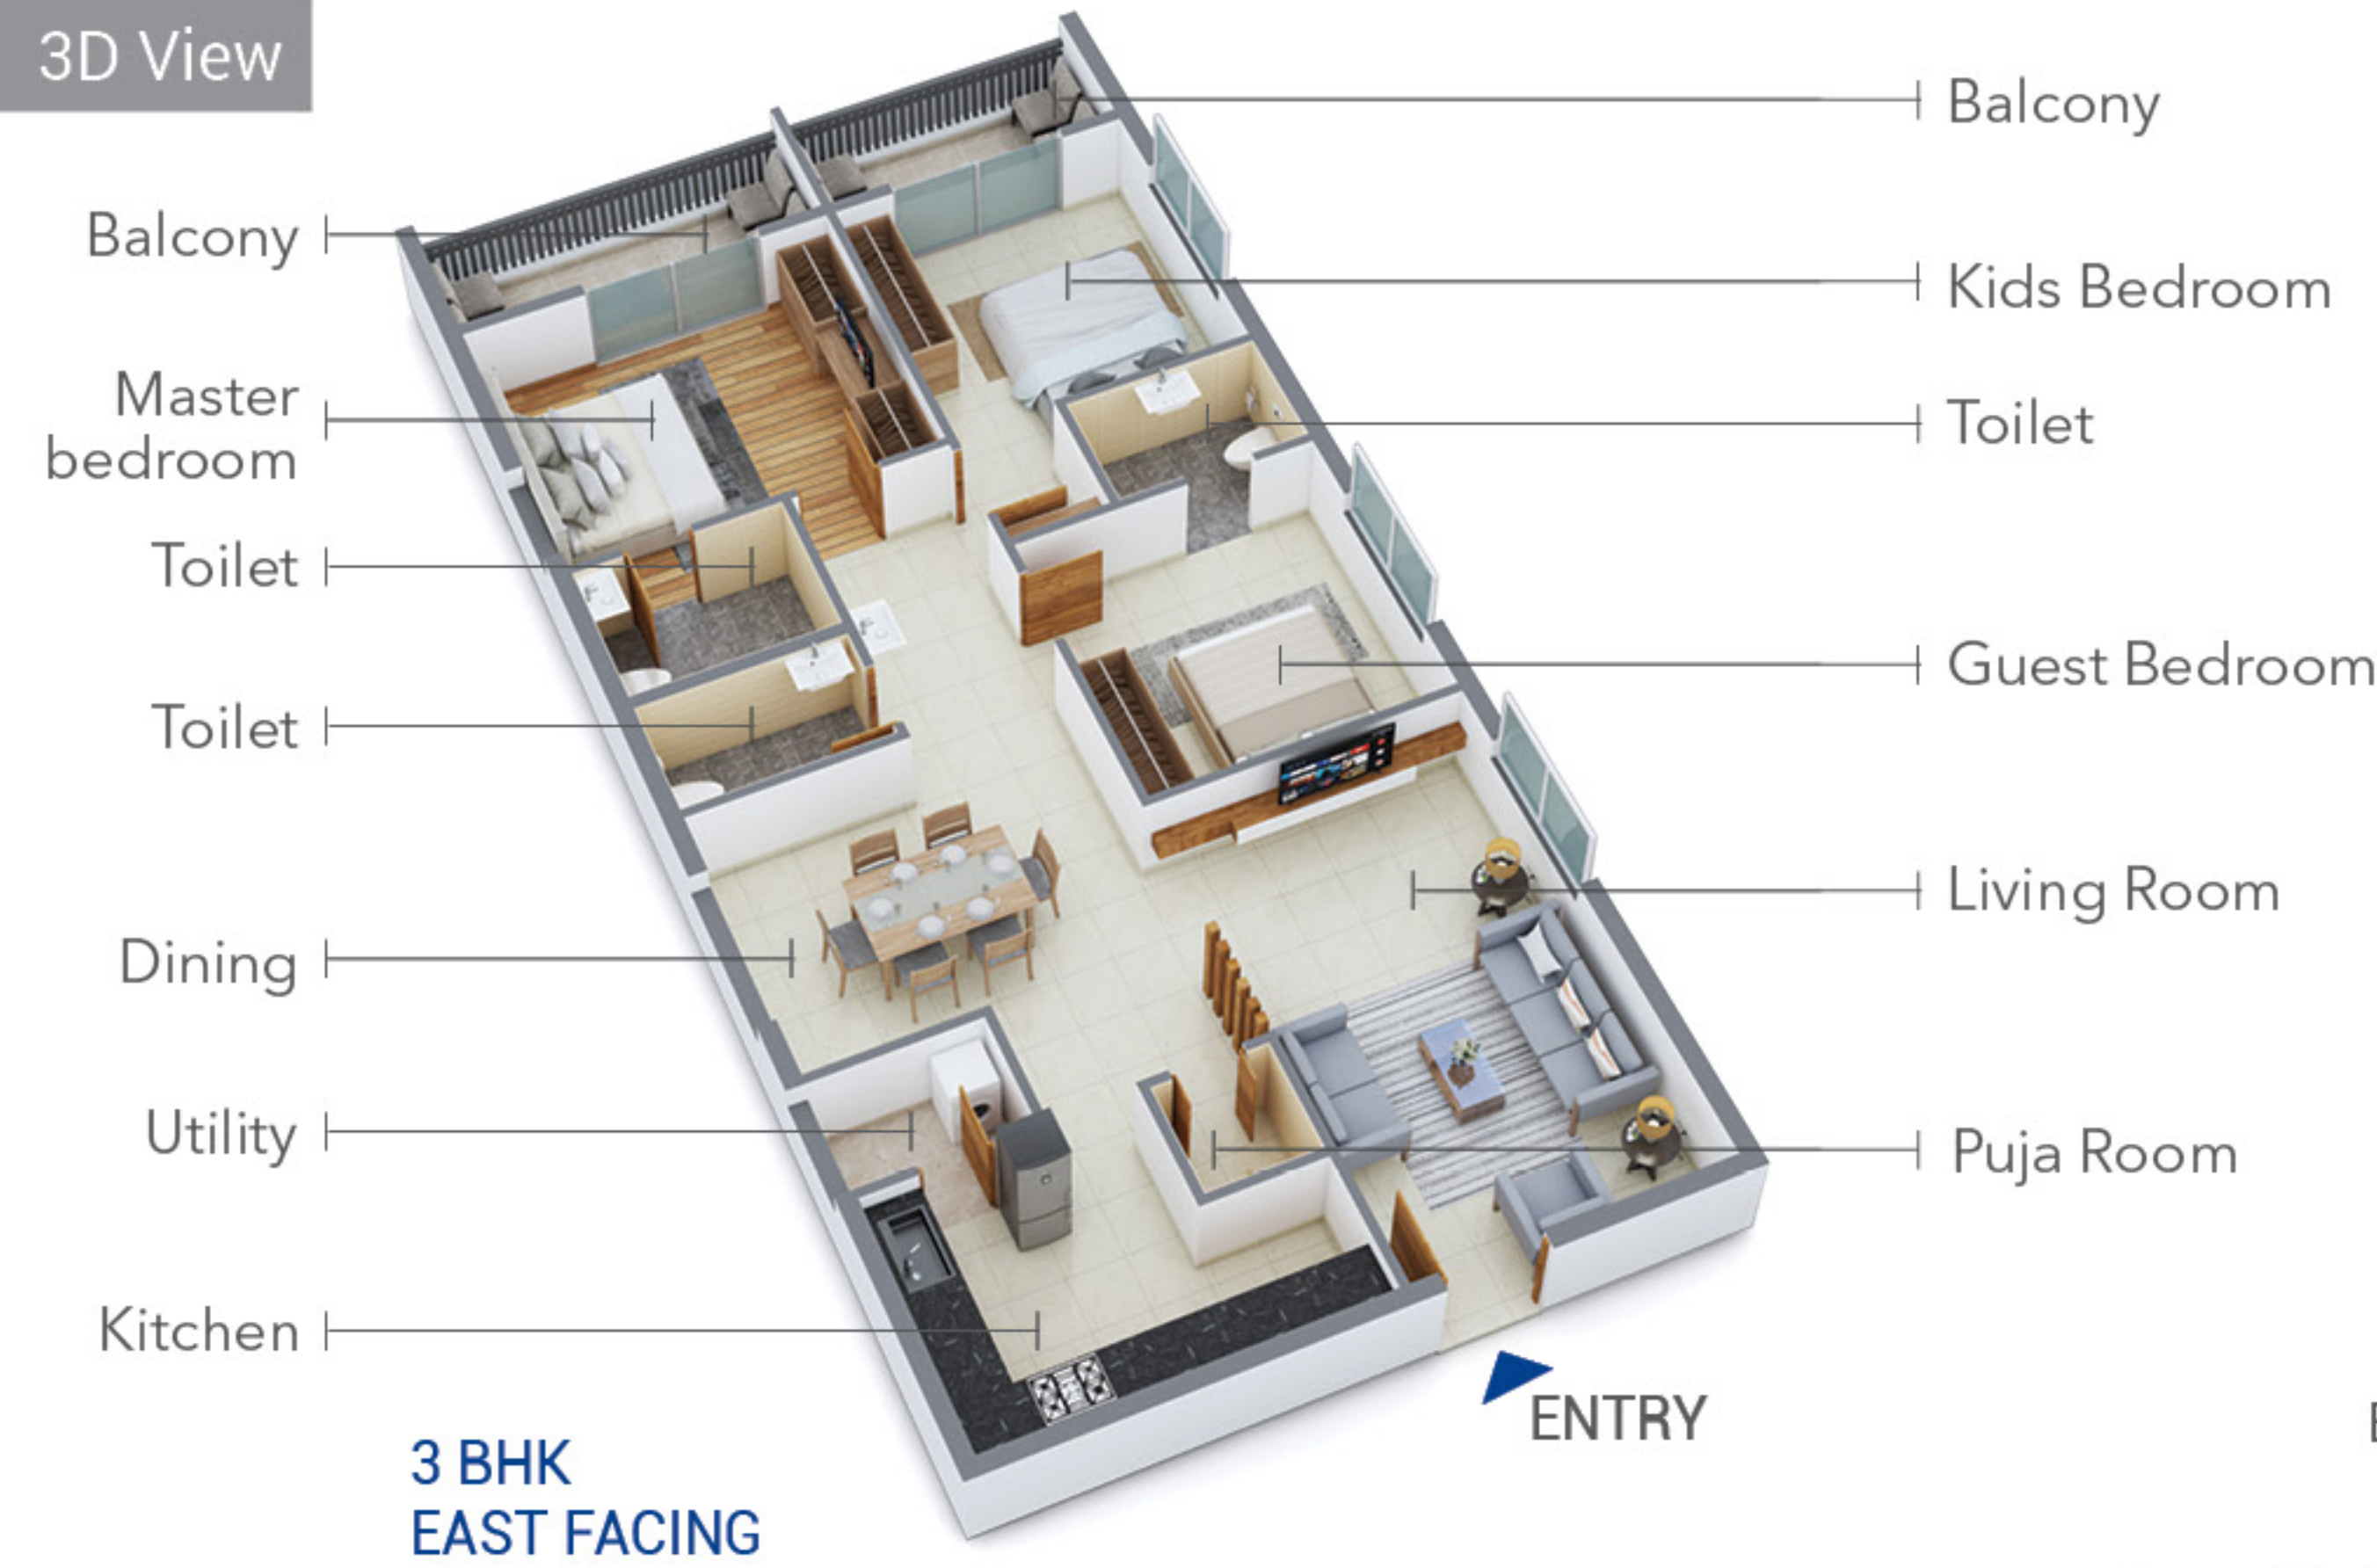 3D View
Balcony
Master
bedroom
Toilet
Toilet
Dining
Utility
Kitchen
Balcony
Kids Bedroom
Toilet
Guest Bedroom
Living Room
Puja Room
ENTRY
3 BHK
EAST FACING